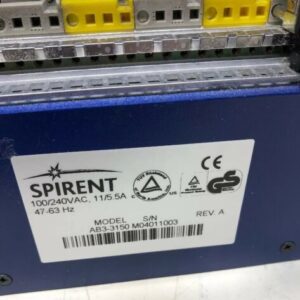 SPIRENT
100/240VAC, 11/5.5A
47-63 Hz
CE
GS
MODEL S/N REV. A
AB3-3150 M04011003